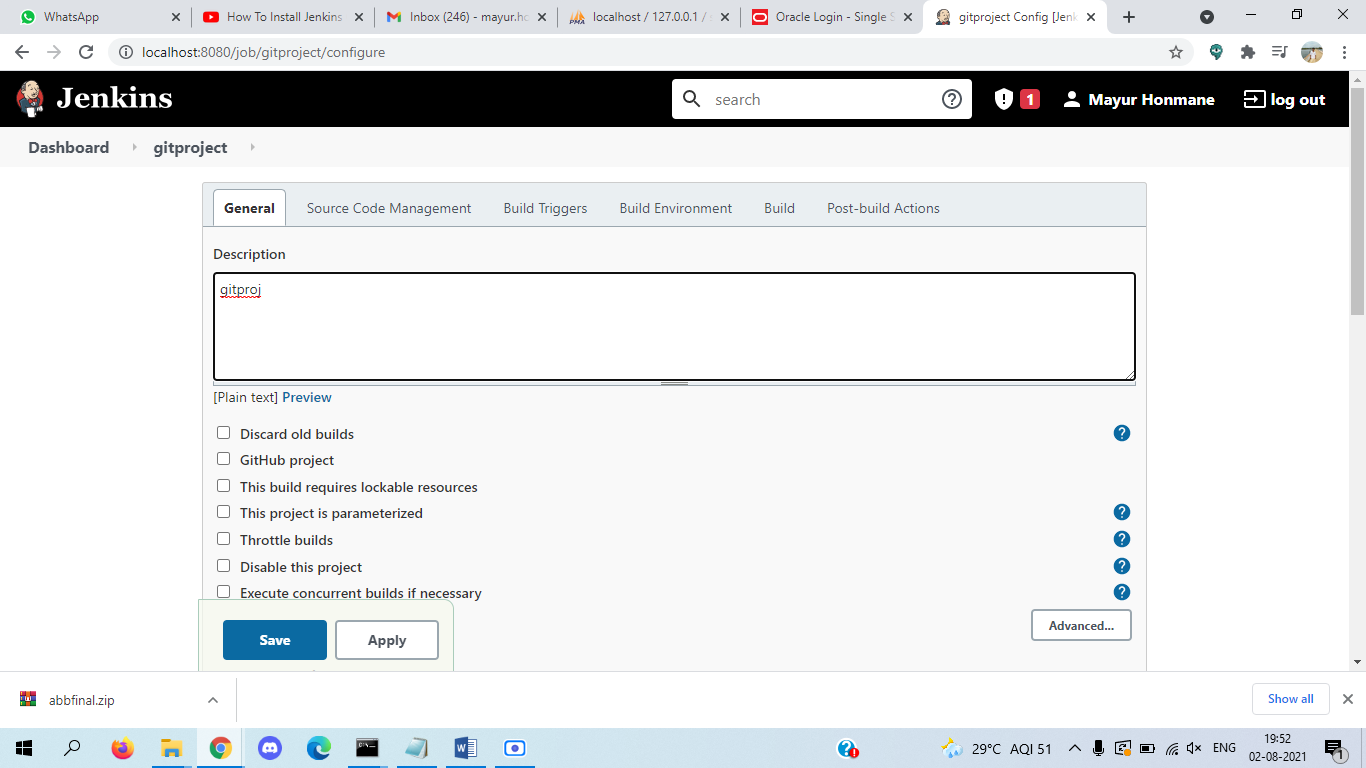 WhatsApp
How To Install Jenkins
Inbox (246) - mayur.ho
localhost / 127.0.0.1 /
Oracle Login - Single S
gitproject Config [Jenk
localhost:8080/job/gitproject/configure
Jenkins
search
1
Mayur Honmane
log out
Dashboard
gitproject
General
Source Code Management
Build Triggers
Build Environment
Build
Post-build Actions
Description
gitproj
[Plain text] Preview
Discard old builds
GitHub project
This build requires lockable resources
This project is parameterized
Throttle builds
Disable this project
Execute concurrent builds if necessary
Advanced...
Save
Apply
abbfinal.zip
Show all
29°C AQI 51
ENG
19:52
02-08-2021
1